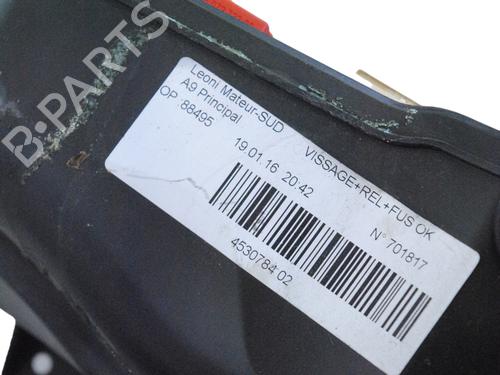 Leoni Mateur-SUD
A9 Principal
OP 88495
VISSAGE+REL+FUS OK
19.01.16 20:42
N° 701817
4530784 02
B-PARTS